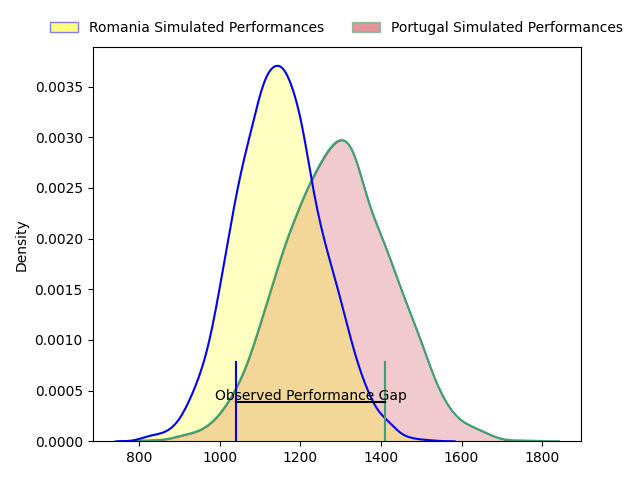 Romania Simulated Performances Portugal Simulated Performances
0.0035
0.0030
0.0025
0.0020
0.0015
0.0010
0.0005
0.0000
Density
Observed Performance Gap
800 1000 1200 1400 1600 1800